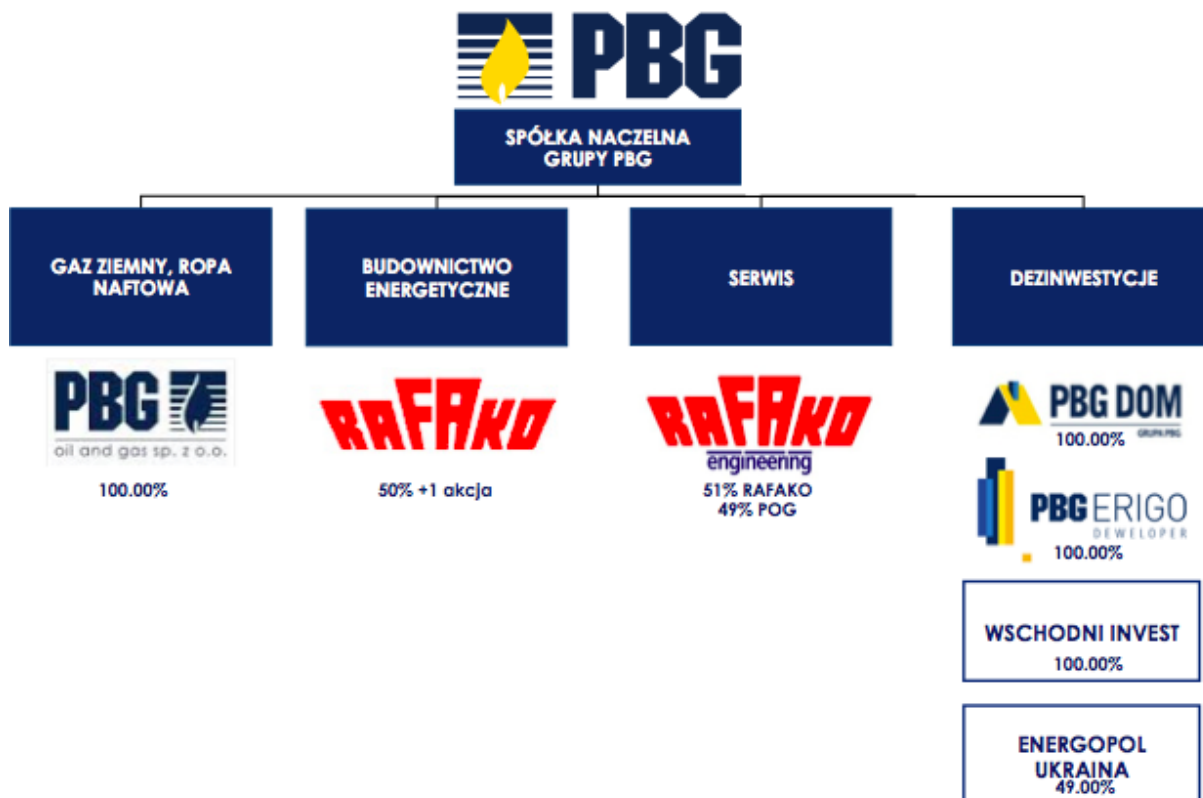 PBG
SPÓŁKA NACZELNA
GRUPY PBG
GAZ ZIEMNY, ROPA
NAFTOWA
BUDOWNICTWO
ENERGETYCZNE
SERWIS
DEZINWESTYCJE
PBG
oil and gas sp. z o.o.
100.00%
RAFAKO
50% +1 akcja
RAFAKO
engineering
51% RAFAKO
49% POG
PBG DOM
GRUPA PBG
100.00%
PBG ERIGO
DEWELOPER
100.00%
WSCHODNI INVEST
100.00%
ENERGOPOL
UKRAINA
49.00%